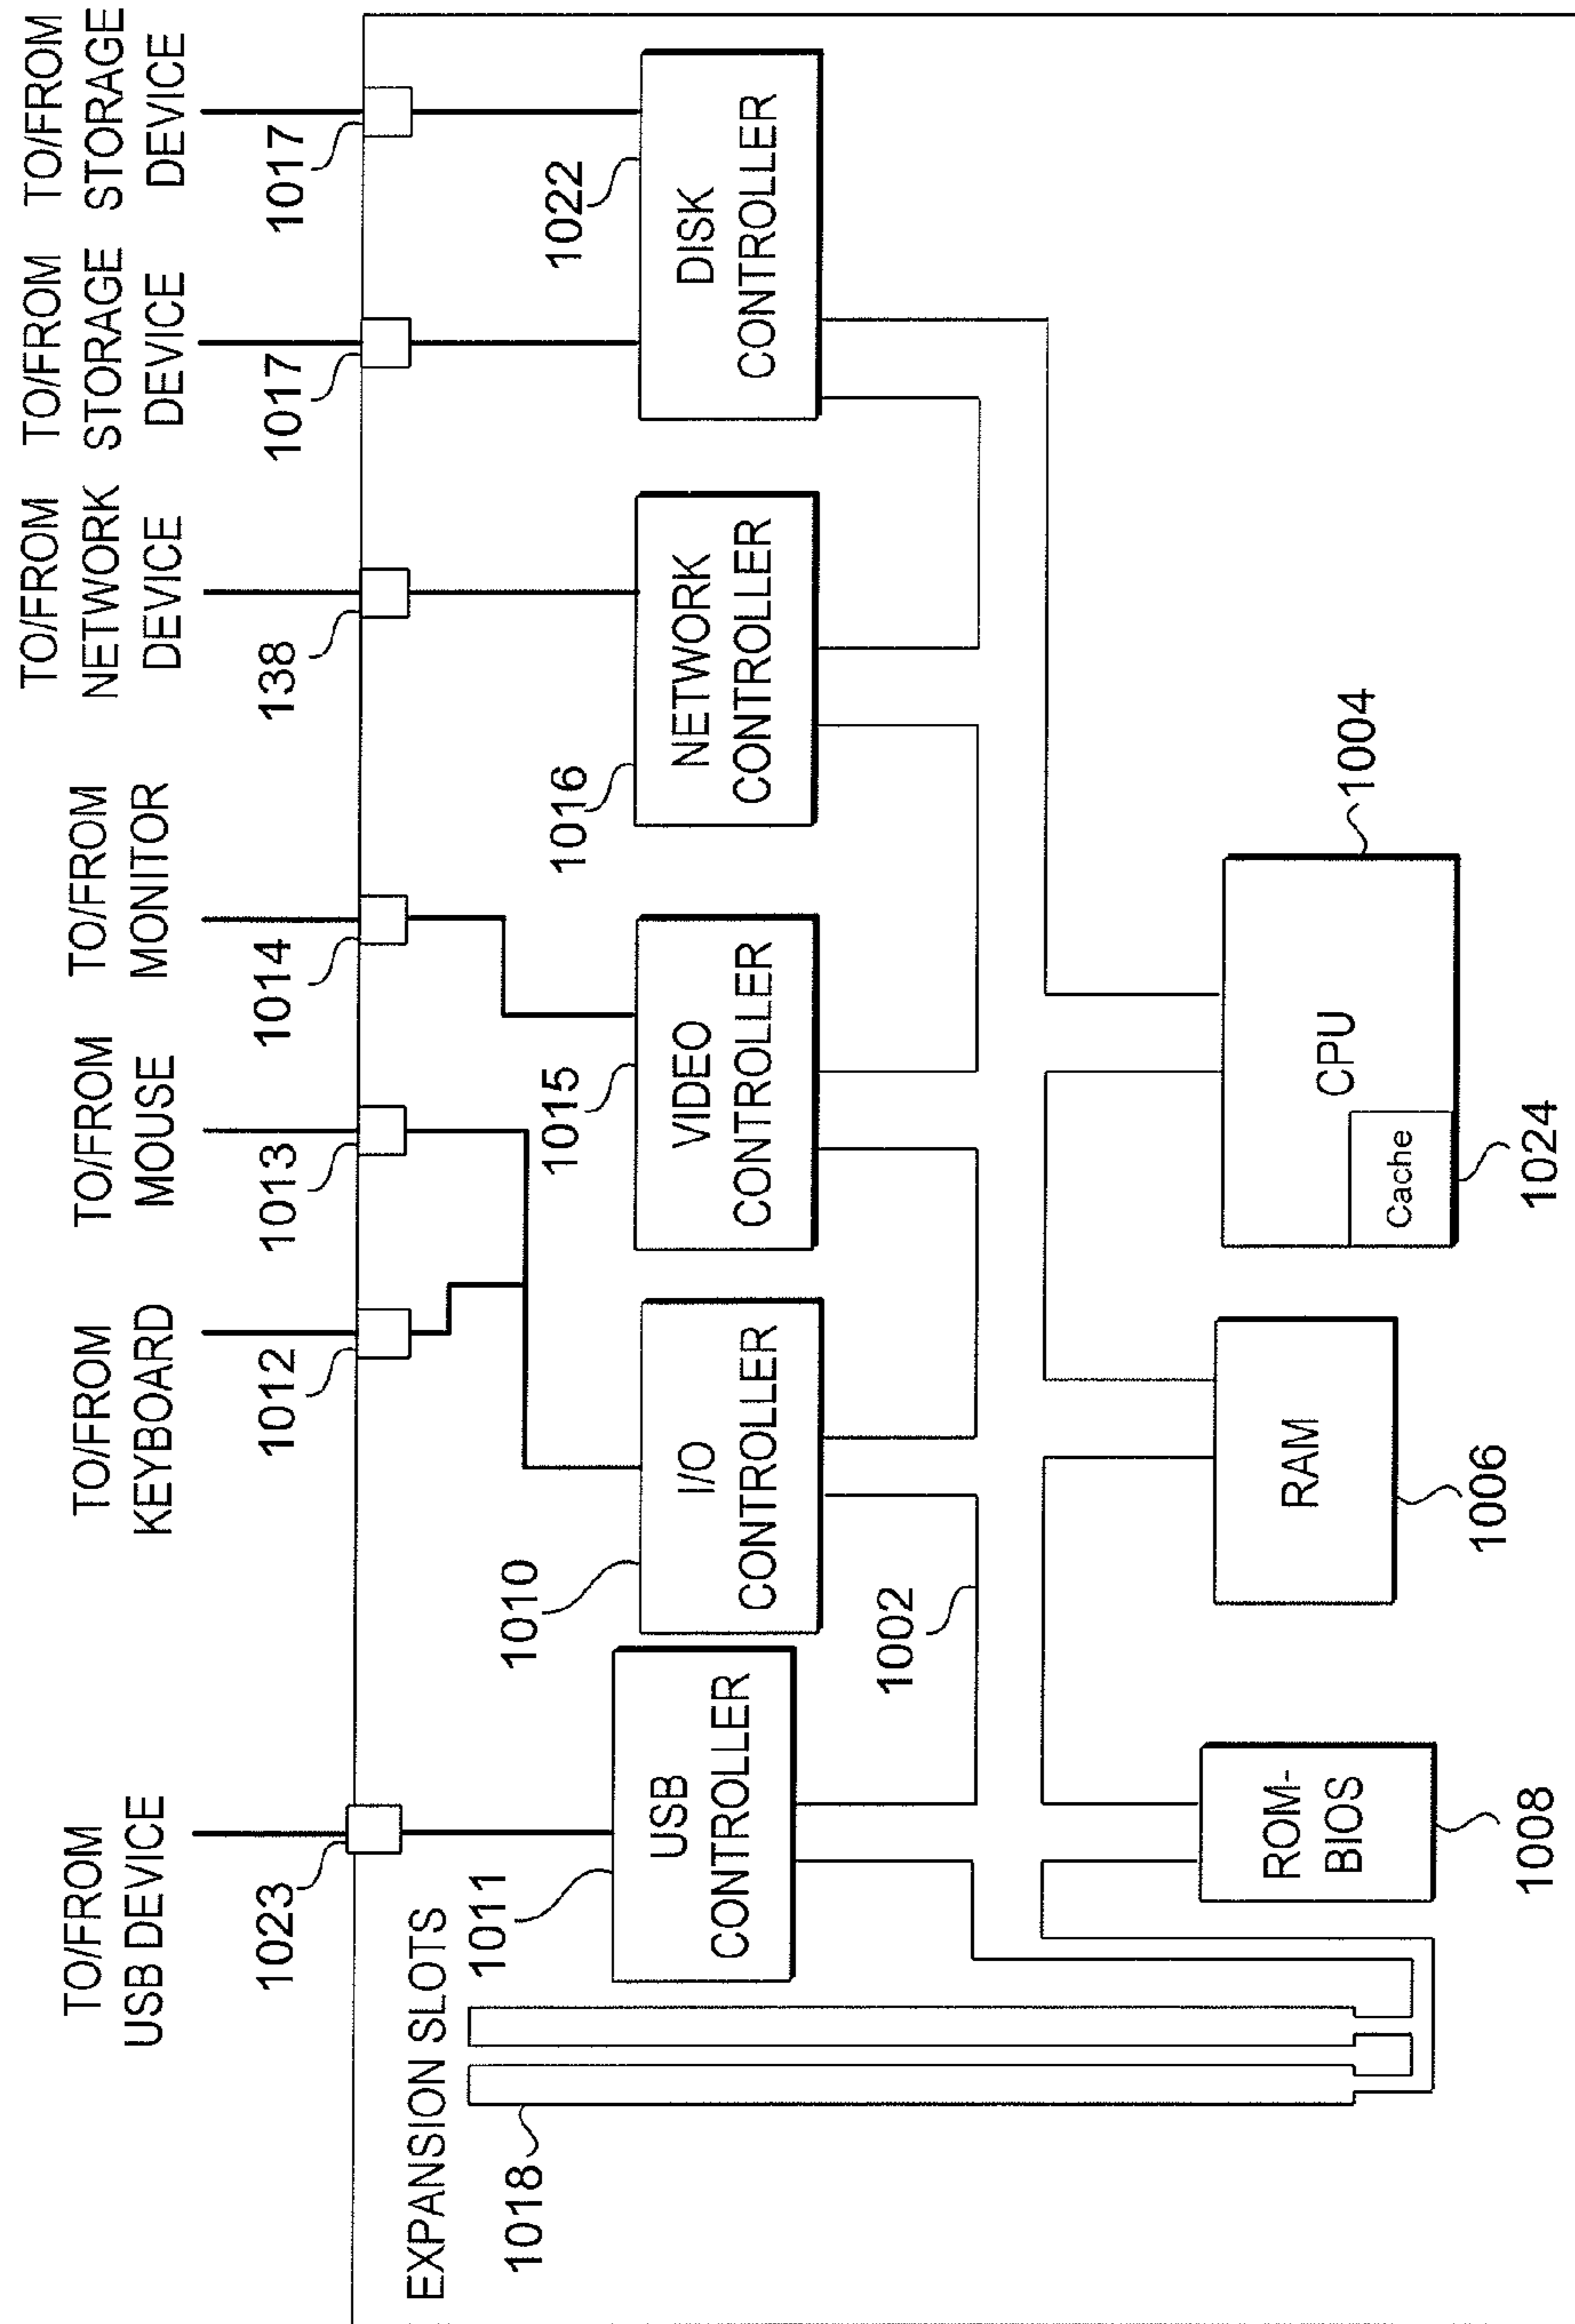 TO/FROM
USB DEVICE
TO/FROM
KEYBOARD
TO/FROM
MOUSE
TO/FROM
MONITOR
TO/FROM
NETWORK
DEVICE
TO/FROM
STORAGE
DEVICE
TO/FROM
STORAGE
DEVICE
1023
1012
1013
1014
138
1017
1017
EXPANSION SLOTS
1018
1011
USB
CONTROLLER
1010
I/O
CONTROLLER
1015
VIDEO
CONTROLLER
1016
NETWORK
CONTROLLER
1022
DISK
CONTROLLER
1002
ROM-
BIOS
1008
RAM
1006
CPU
1004
Cache
1024